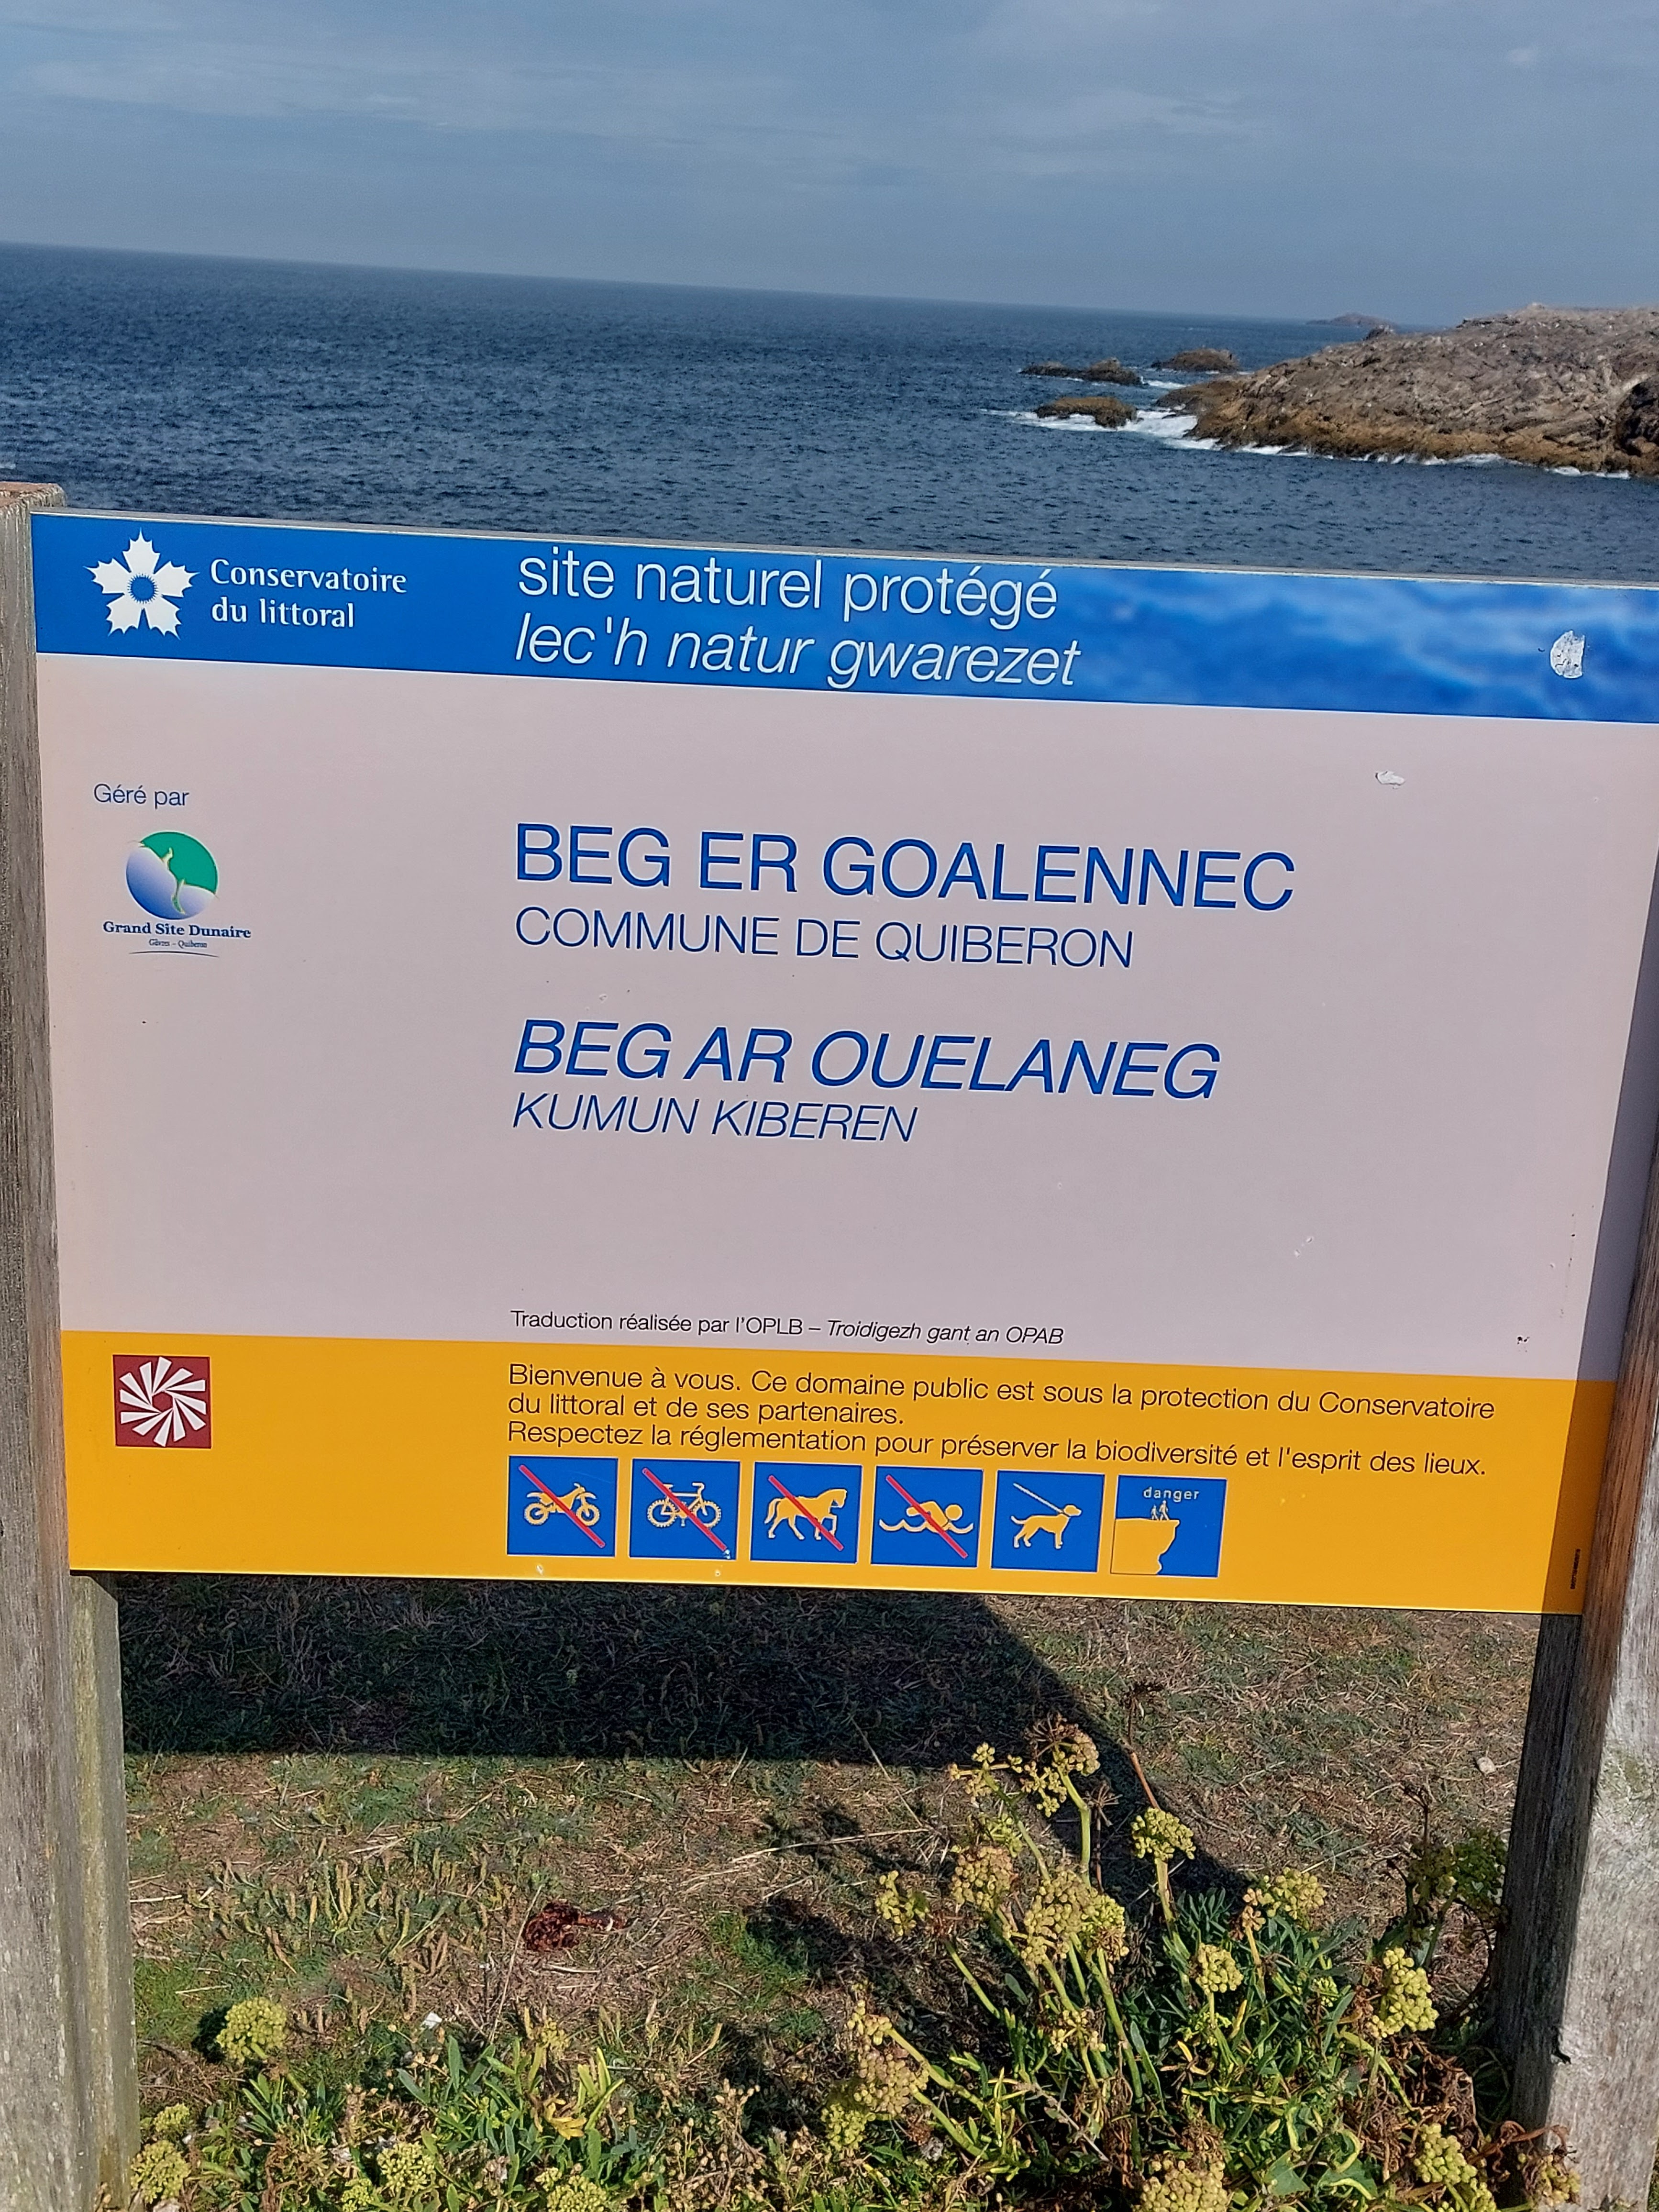 Conservatoire
du littoral
site naturel protégé
lec'h natur gwarezet
Géré par
Grand Site Dunaire
Gâvres - Quiberon
BEG ER GOALENNEC
COMMUNE DE QUIBERON
BEG AR OUELANEG
KUMUN KIBEREN
Traduction réalisée par l'OPLB – Troidigezh gant an OPAB
Bienvenue à vous. Ce domaine public est sous la protection du Conservatoire
du littoral et de ses partenaires.
Respectez la réglementation pour préserver la biodiversité et l'esprit des lieux.
danger